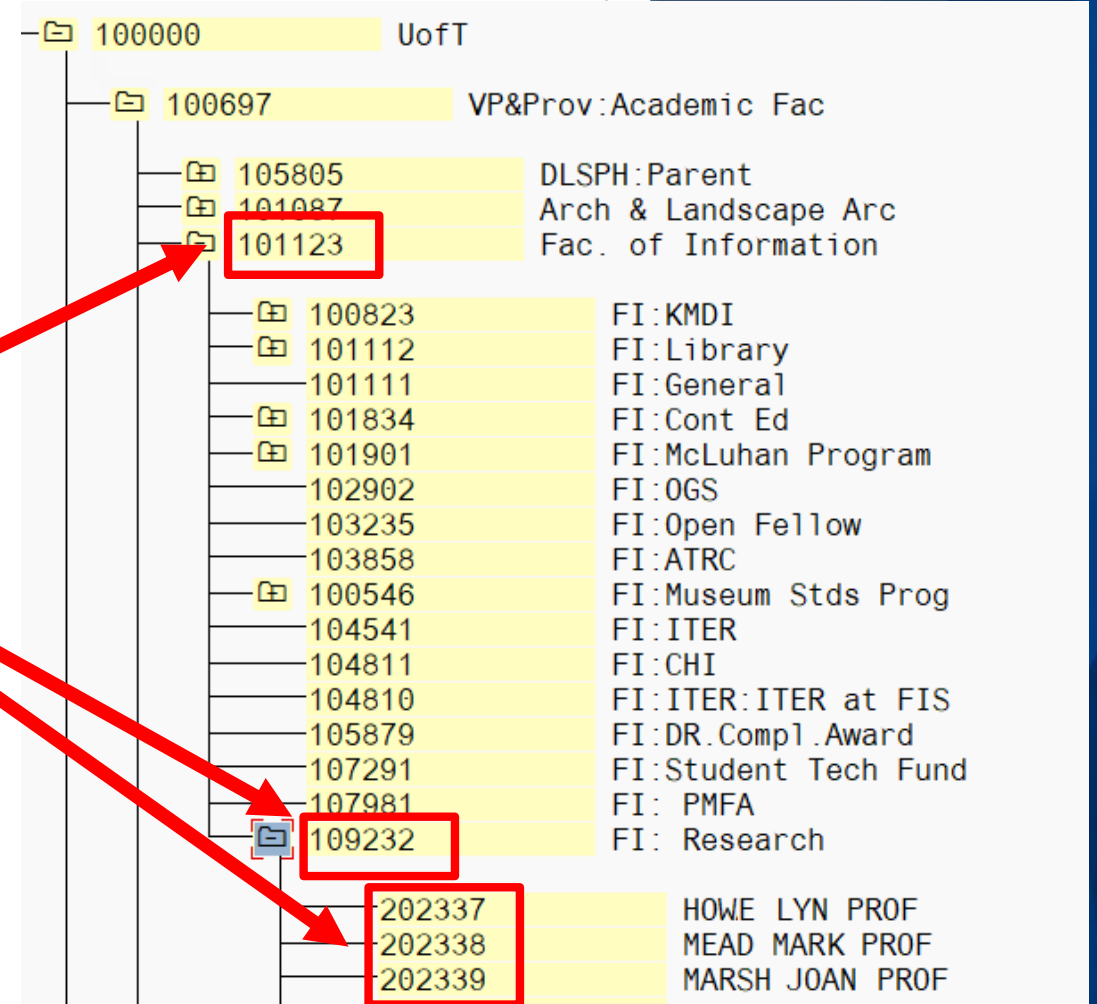 100000 UofT
100697 VP&Prov:Academic Fac
105805 DLSPH:Parent
101087 Arch & Landscape Arc
101123 Fac. of Information
100823 FI:KMDI
101112 FI:Library
101111 FI:General
101834 FI:Cont Ed
101901 FI:McLuhan Program
102902 FI:OGS
103235 FI:Open Fellow
103858 FI:ATRC
100546 FI:Museum Stds Prog
104541 FI:ITER
104811 FI:CHI
104810 FI:ITER:ITER at FIS
105879 FI:DR.Compl.Award
107291 FI:Student Tech Fund
107981 FI: PMFA
109232 FI: Research
202337 HOWE LYN PROF
202338 MEAD MARK PROF
202339 MARSH JOAN PROF